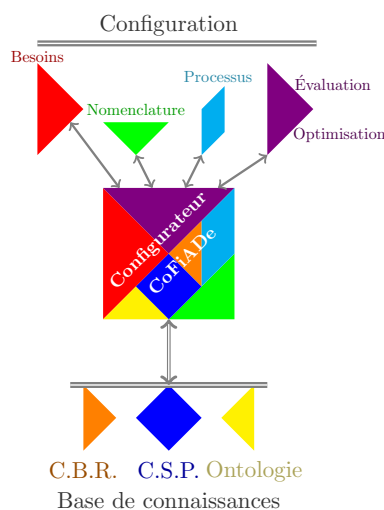 Configuration
Besoins
Processus
Évaluation
Nomenclature
Optimisation
Configurateur
CoFiADe
C.B.R.
C.S.P.
Ontologie
Base de connaissances